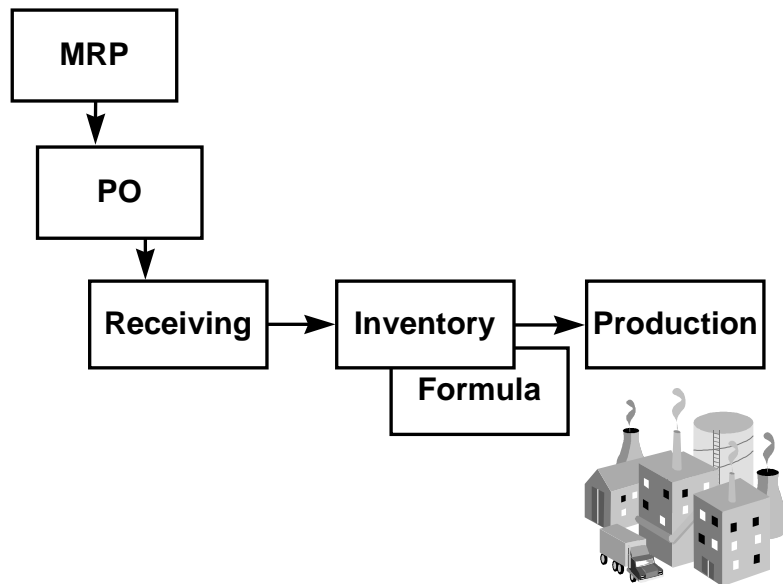 MRP
PO
Receiving
Inventory
Production
Formula